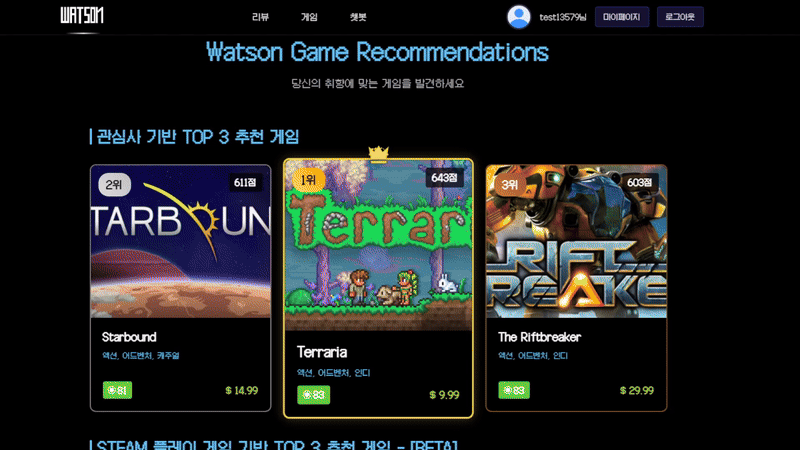 WATSON
리뷰
게임
챗봇
test13579님
마이페이지
로그아웃
Watson Game Recommendations
당신의 취향에 맞는 게임을 발견하세요
관심사 기반 TOP 3 추천 게임
2위
611점
TARBOUN
Starbound
액션, 어드벤처, 캐주얼
81
$ 14.99
1위
643점
Terrar
Terraria
액션, 어드벤처, 인디
83
$ 9.99
3위
603점
RIFT
BREAKE
The Riftbreaker
액션, 어드벤처, 인디
83
$ 29.99
STEAM 플레이 게임 기반 TOP 3 추천 게임 - [BETA]